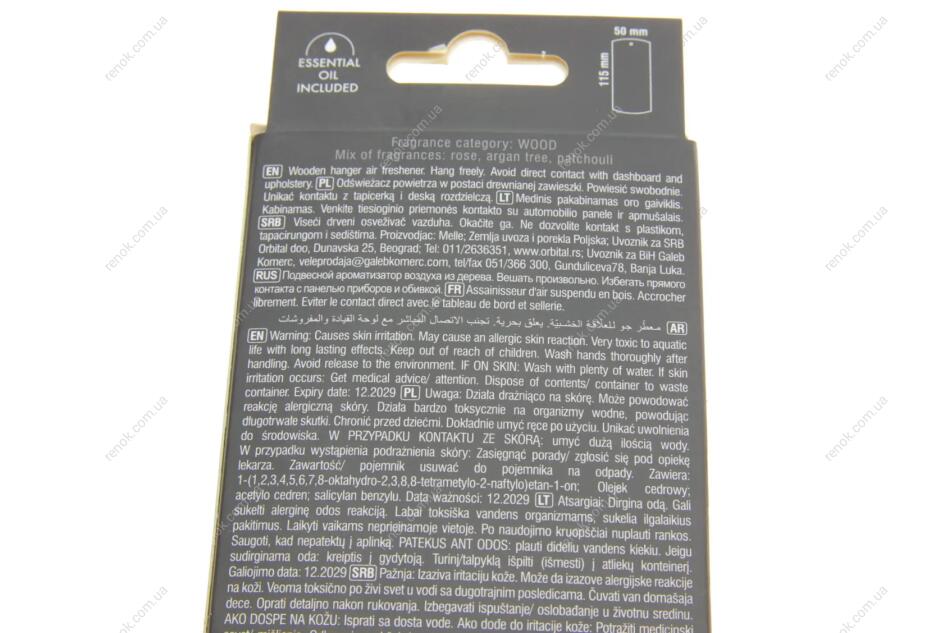 ESSENTIAL
OIL
INCLUDED
50 mm
115 mm
Fragrance category: WOOD
Mix of fragrances: rose, argan tree, patchouli
EN Wooden hanger air freshener. Hang freely. Avoid direct contact with dashboard and
upholstery. PL Odświeżacz powietrza w postaci drewnianej zawieszki. Powiesić swobodnie.
Unikać kontaktu z tapicerką i deską rozdzielczą. LT Medinis pakabinamas oro gaiviklis.
Kabinamas. Venkite tiesioginio priemonės kontakto su automobilio panele ir apmušalais.
SRB Viseći drveni osveživač vazduha. Okačite ga. Ne dozvolite kontakt s plastikom,
tapacirungom i sedištima. Proizvodjac: Melle; Zemlja uvoza i porekla Poljska; Uvoznik za SRB
Orbital doo, Dunavska 25, Beograd; Tel: 011/2636351, www.orbital.rs; Uvoznik za BiH Galeb
Komerc, veleprodaja@galebkomerc.com, tel/fax 051/366 300, Gunduliceva78, Banja Luka.
RUS Подвесной ароматизатор воздуха из дерева. Вешать произвольно. Избегать прямого
контакта с панелью приборов и обивкой. FR Assainisseur d'air suspendu en bois. Accrocher
librement. Eviter le contact direct avec le tableau de bord et sellerie.
AR معطر جو للعلاقة الخشبيّة. يعلق بحرية. تجنب الاتصال المباشر مع لوحة القيادة والمفروشات
EN Warning: Causes skin irritation. May cause an allergic skin reaction. Very toxic to aquatic
life with long lasting effects. Keep out of reach of children. Wash hands thoroughly after
handling. Avoid release to the environment. IF ON SKIN: Wash with plenty of water. If skin
irritation occurs: Get medical advice/ attention. Dispose of contents/ container to waste
container. Expiry date: 12.2029 PL Uwaga: Działa drażniąco na skórę. Może powodować
reakcję alergiczną skóry. Działa bardzo toksycznie na organizmy wodne, powodując
długotrwałe skutki. Chronić przed dziećmi. Dokładnie umyć ręce po użyciu. Unikać uwolnienia
do środowiska. W PRZYPADKU KONTAKTU ZE SKÓRĄ: umyć dużą ilością wody.
W przypadku wystąpienia podrażnienia skóry: Zasięgnąć porady/ zgłosić się pod opiekę
lekarza. Zawartość/ pojemnik usuwać do pojemnika na odpady. Zawiera:
1-(1,2,3,4,5,6,7,8-oktahydro-2,3,8,8-tetrametylo-2-naftylo)etan-1-on; Olejek cedrowy;
acetylo cedren; salicylan benzylu. Data ważności: 12.2029 LT Atsargiai: Dirgina odą. Gali
sukelti alerginę odos reakciją. Labai toksiška vandens organizmams, sukelia ilgalaikius
pakitimus. Laikyti vaikams neprieinamoje vietoje. Po naudojimo kruopščiai nuplauti rankos.
Saugoti, kad nepatektų į aplinką. PATEKUS ANT ODOS: plauti dideliu vandens kiekiu. Jeigu
sudirginama oda: kreiptis į gydytoją. Turinį/talpyklą išpilti (išmesti) į atliekų konteinerį.
Galiojimo data: 12.2029 SRB Pažnja: Izaziva iritaciju kože. Može da izazove alergijske reakcije
na koži. Veoma toksično po živi svet u vodi sa dugotrajnim posledicama. Čuvati van domašaja
dece. Oprati detaljno nakon rukovanja. Izbegavati ispuštanje/ oslobađanje u životnu sredinu.
AKO DOSPE NA KOŽU: Isprati sa dosta vode. Ako dođe do iritacije kože: Potražiti medicinski
renok.com.ua